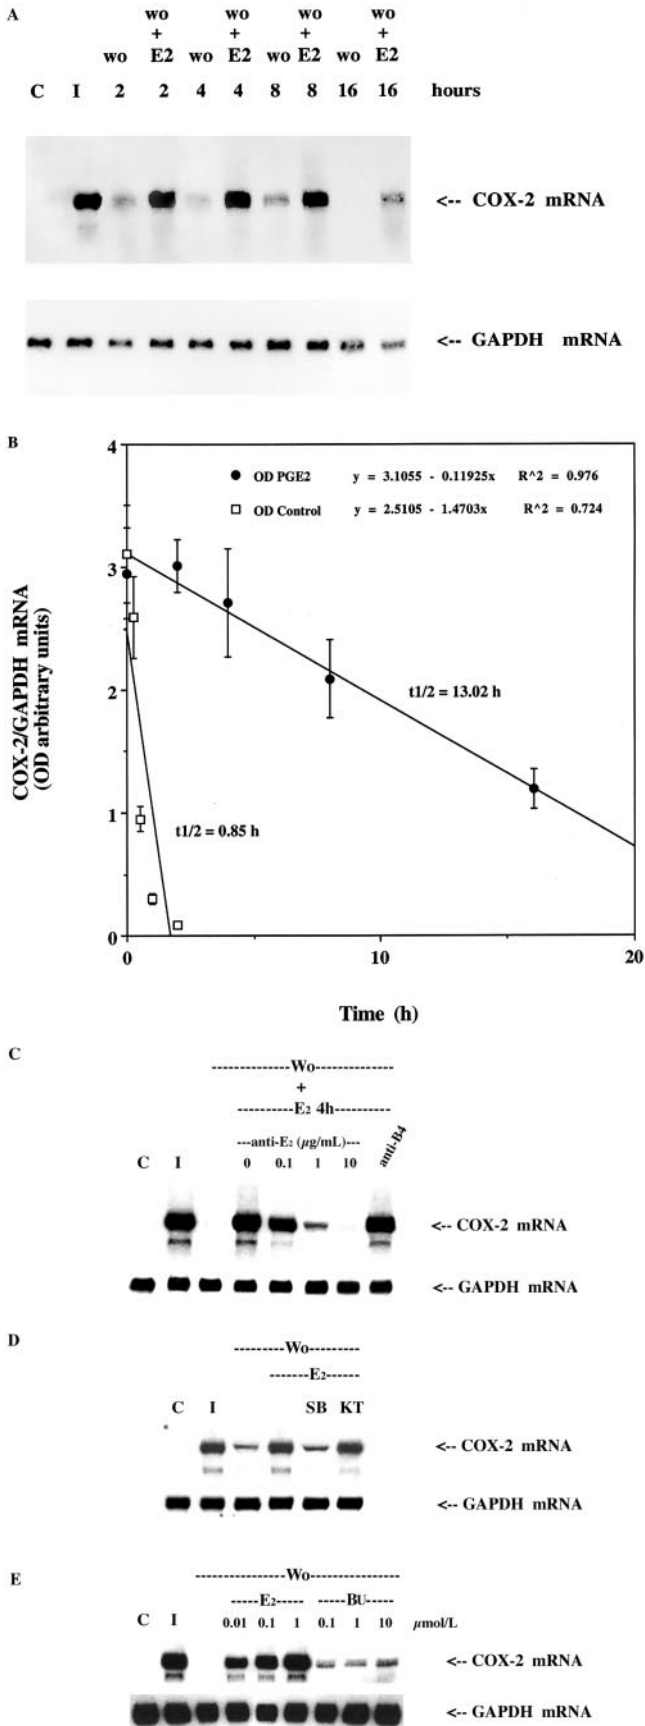 A
wo wo wo wo
+ + + +
wo E2 wo E2 wo E2 wo E2
C I 2 2 4 4 8 8 16 16 hours
<-- COX-2 mRNA
<-- GAPDH mRNA
B
4
OD PGE2 y = 3.1055 - 0.11925x R^2 = 0.976
OD Control y = 2.5105 - 1.4703x R^2 = 0.724
3
COX-2/GAPDH mRNA
(OD arbitrary units)
t1/2 = 13.02 h
2
1
t1/2 = 0.85 h
0
0 10 20
Time (h)
C
--------------Wo--------------
+
----------E2 4h----------
---anti-E2 (µg/mL)--- anti-B4
C I 0 0.1 1 10
<-- COX-2 mRNA
<-- GAPDH mRNA
D
---------Wo---------
-------E2------
C I SB KT
<-- COX-2 mRNA
<-- GAPDH mRNA
E
----------------Wo----------------
-----E2----- -----BU-----
C I 0.01 0.1 1 0.1 1 10 µmol/L
<-- COX-2 mRNA
<-- GAPDH mRNA